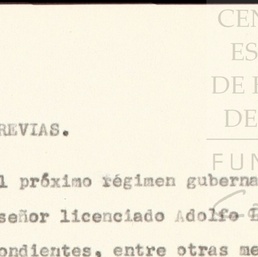 CEN
ES
DE
DE
FUN
REVIAS.
l próximo régimen guberna
señor licenciado Adolfo
ondientes, entre otras me